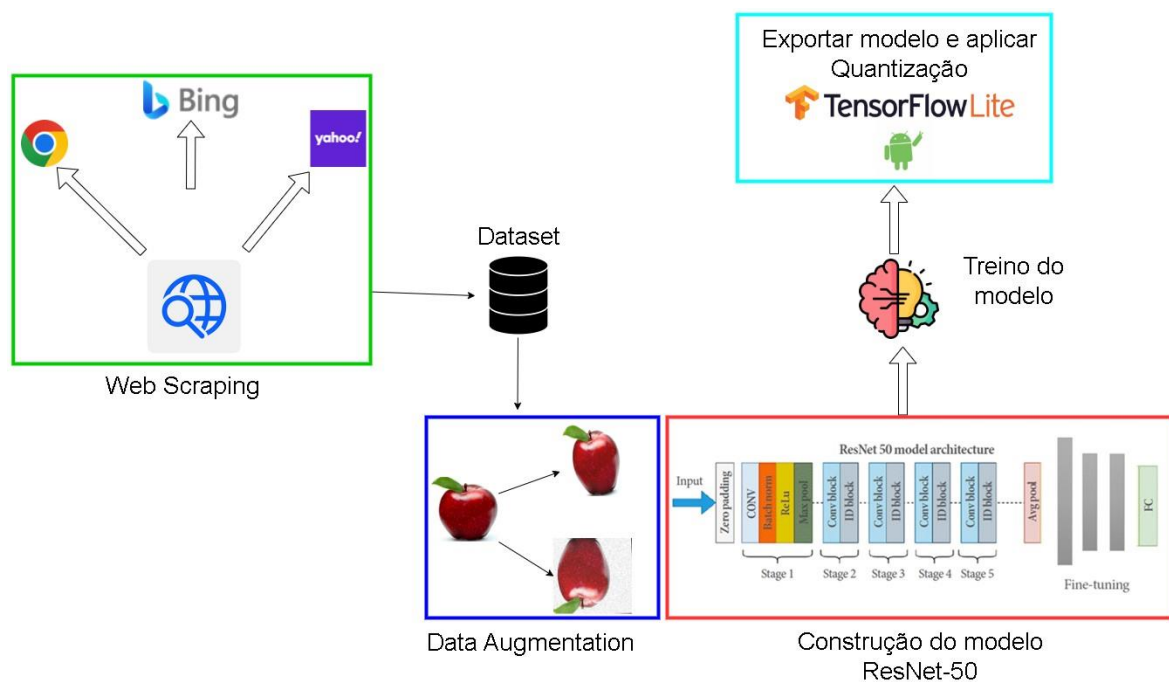 Exportar modelo e aplicar
Quantização
TensorFlow Lite
Bing
yahoo!
Web Scraping
Dataset
Treino do
modelo
Data Augmentation
ResNet 50 model architecture
Input
Zero padding
CONV
Batch norm
ReLu
Max pool
Conv block
ID block
Conv block
ID block
Conv block
ID block
Conv block
ID block
Avg pool
FC
Stage 1
Stage 2
Stage 3
Stage 4
Stage 5
Fine-tuning
Construção do modelo
ResNet-50